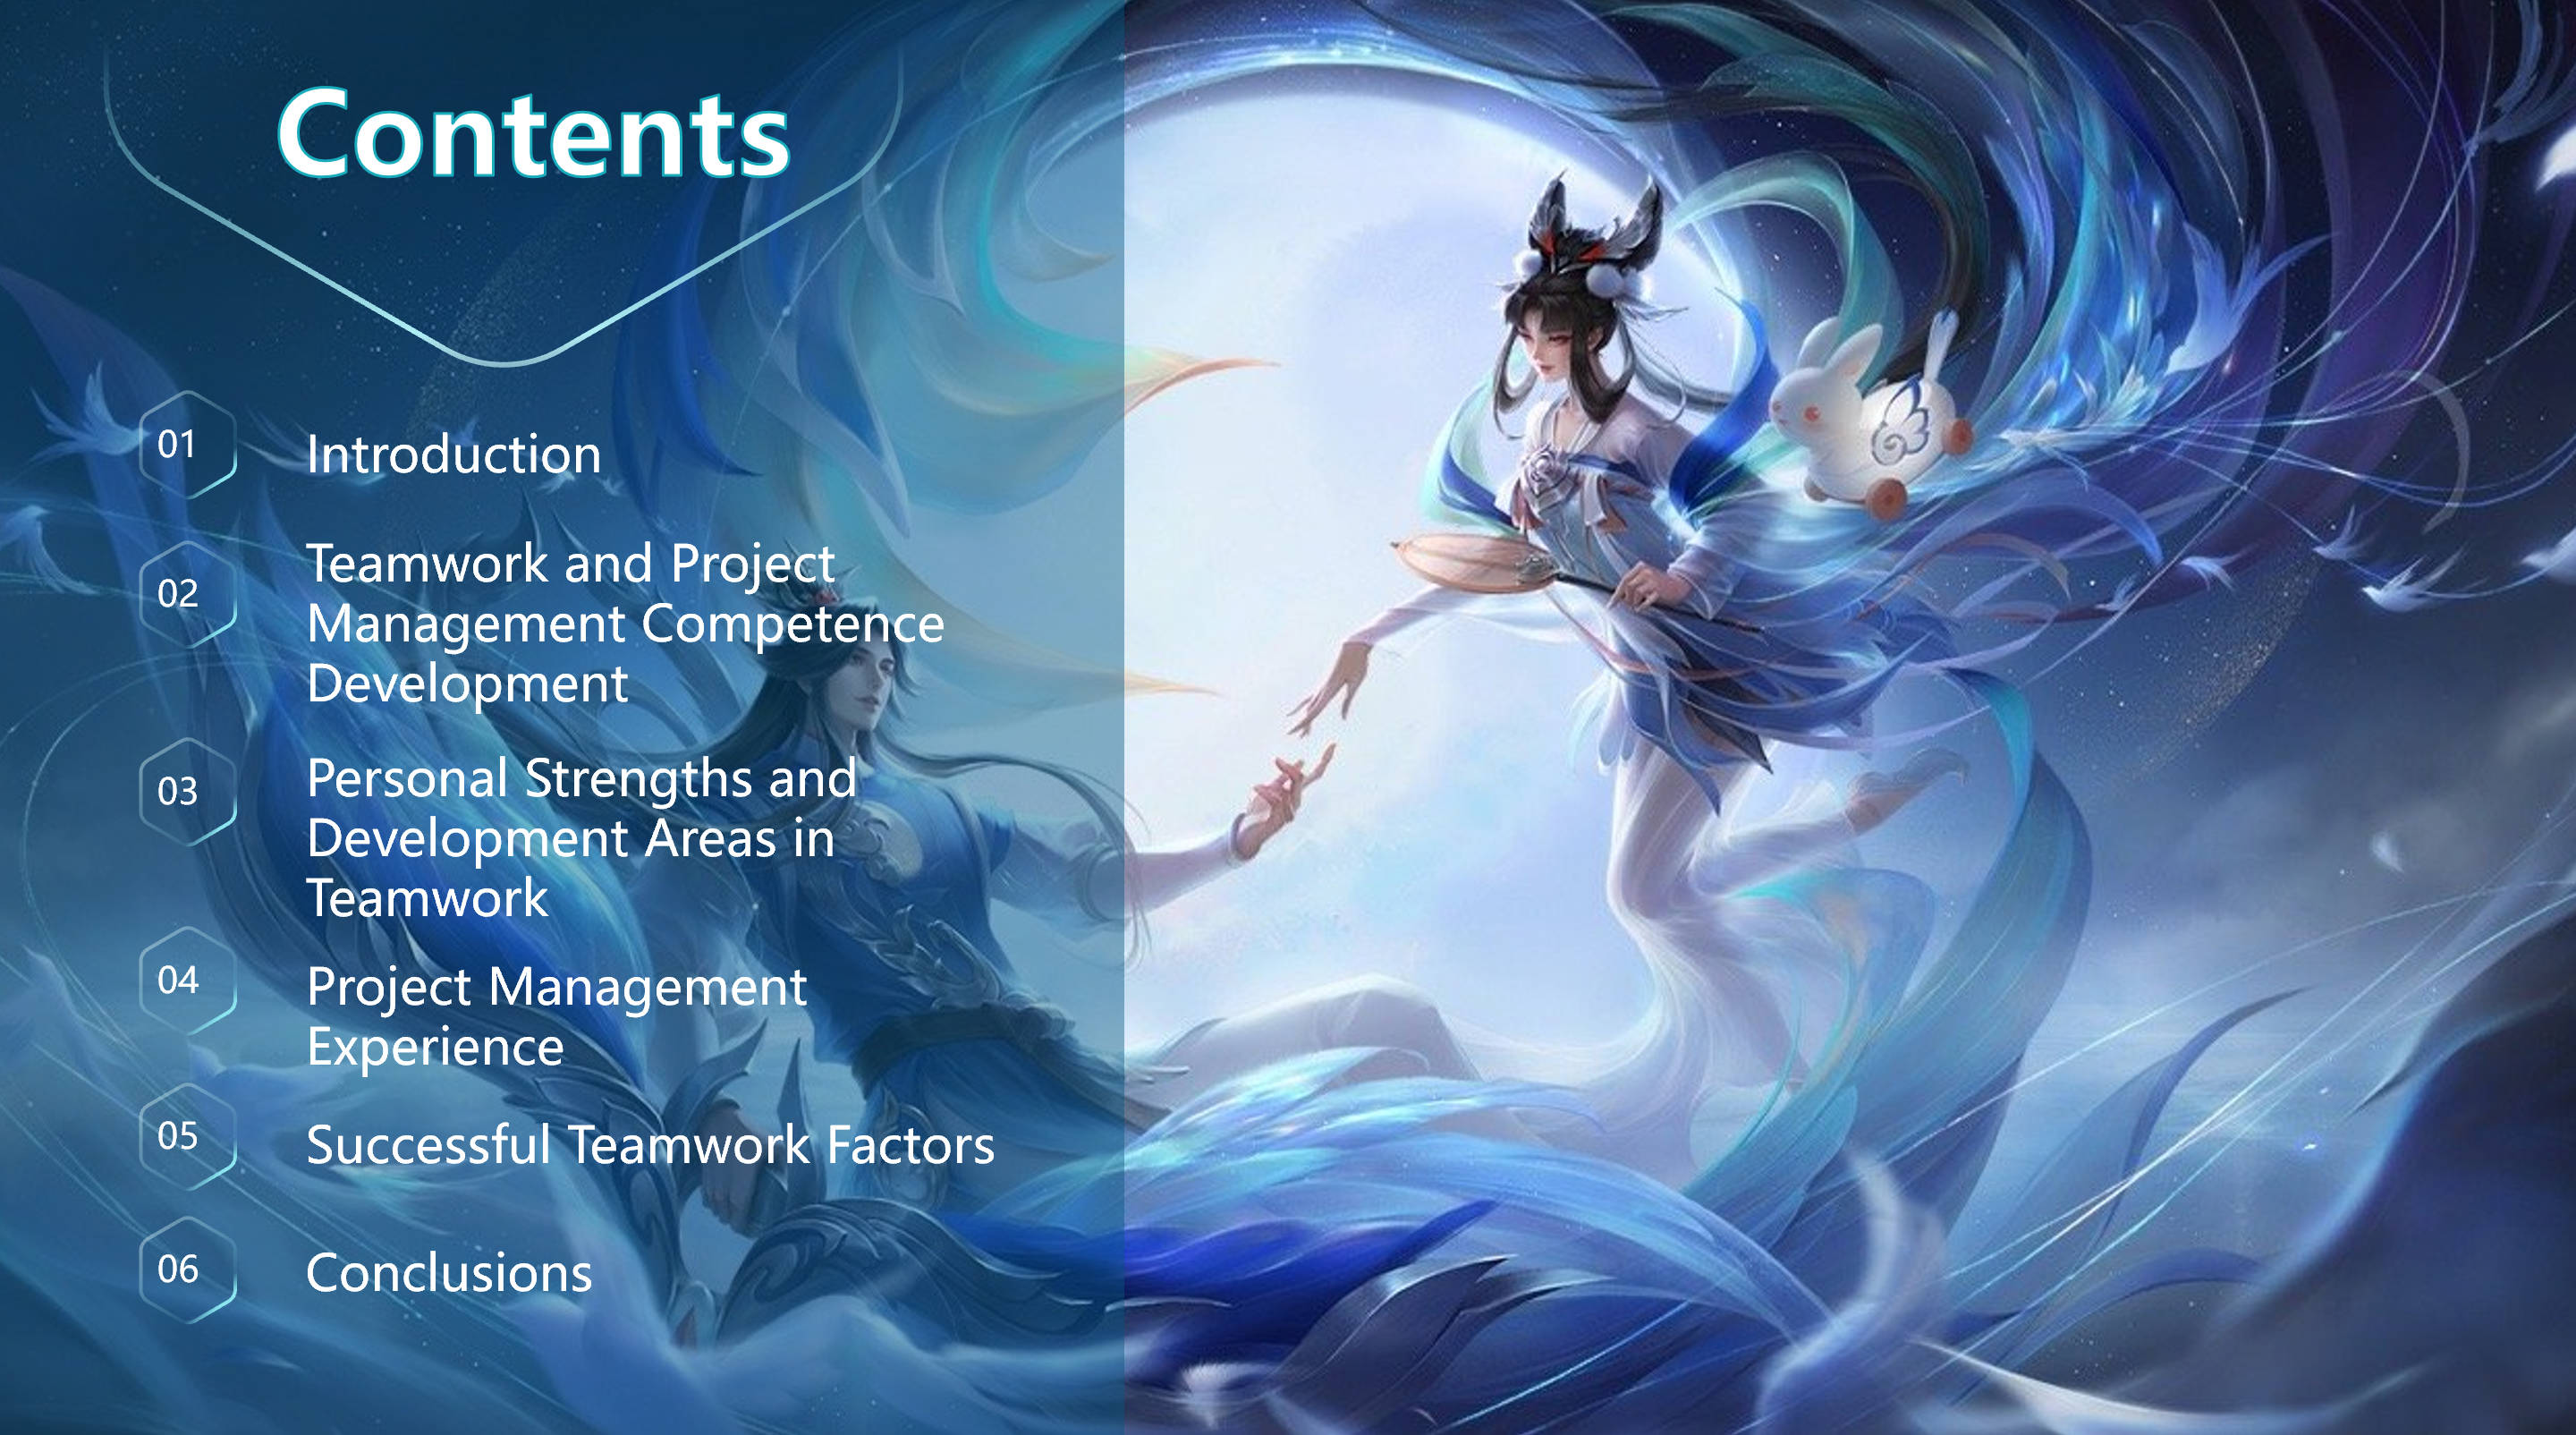 Contents
01
Introduction
02
Teamwork and Project
Management Competence
Development
03
Personal Strengths and
Development Areas in
Teamwork
04
Project Management
Experience
05
Successful Teamwork Factors
06
Conclusions